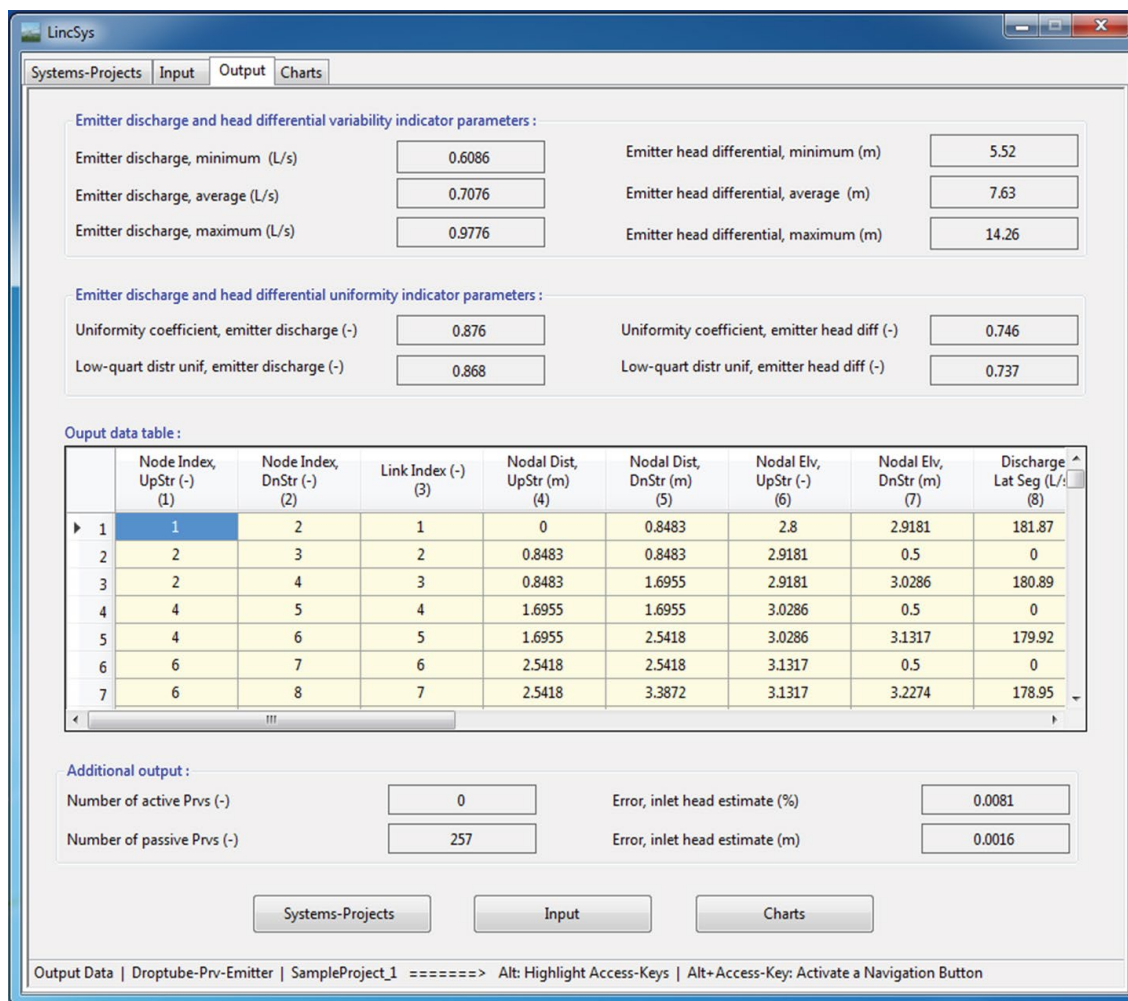 LincSys
Systems-Projects Input Output Charts
Emitter discharge and head differential variability indicator parameters :
Emitter discharge, minimum (L/s) 0.6086 Emitter head differential, minimum (m) 5.52
Emitter discharge, average (L/s) 0.7076 Emitter head differential, average (m) 7.63
Emitter discharge, maximum (L/s) 0.9776 Emitter head differential, maximum (m) 14.26
Emitter discharge and head differential uniformity indicator parameters :
Uniformity coefficient, emitter discharge (-) 0.876 Uniformity coefficient, emitter head diff (-) 0.746
Low-quart distr unif, emitter discharge (-) 0.868 Low-quart distr unif, emitter head diff (-) 0.737
Ouput data table :
Node Index, Node Index, Link Index (-) Nodal Dist, Nodal Dist, Nodal Elv, Nodal Elv, Discharge
UpStr (-) DnStr (-) UpStr (m) DnStr (m) UpStr (-) DnStr (m) Lat Seg (L/s
(1) (2) (3) (4) (5) (6) (7) (8)
1 1 2 1 0 0.8483 2.8 2.9181 181.87
2 2 3 2 0.8483 0.8483 2.9181 0.5 0
3 2 4 3 0.8483 1.6955 2.9181 3.0286 180.89
4 4 5 4 1.6955 1.6955 3.0286 0.5 0
5 4 6 5 1.6955 2.5418 3.0286 3.1317 179.92
6 6 7 6 2.5418 2.5418 3.1317 0.5 0
7 6 8 7 2.5418 3.3872 3.1317 3.2274 178.95
Additional output :
Number of active Prvs (-) 0 Error, inlet head estimate (%) 0.0081
Number of passive Prvs (-) 257 Error, inlet head estimate (m) 0.0016
Systems-Projects Input Charts
Output Data | Droptube-Prv-Emitter | SampleProject_1 =======> Alt: Highlight Access-Keys | Alt+Access-Key: Activate a Navigation Button